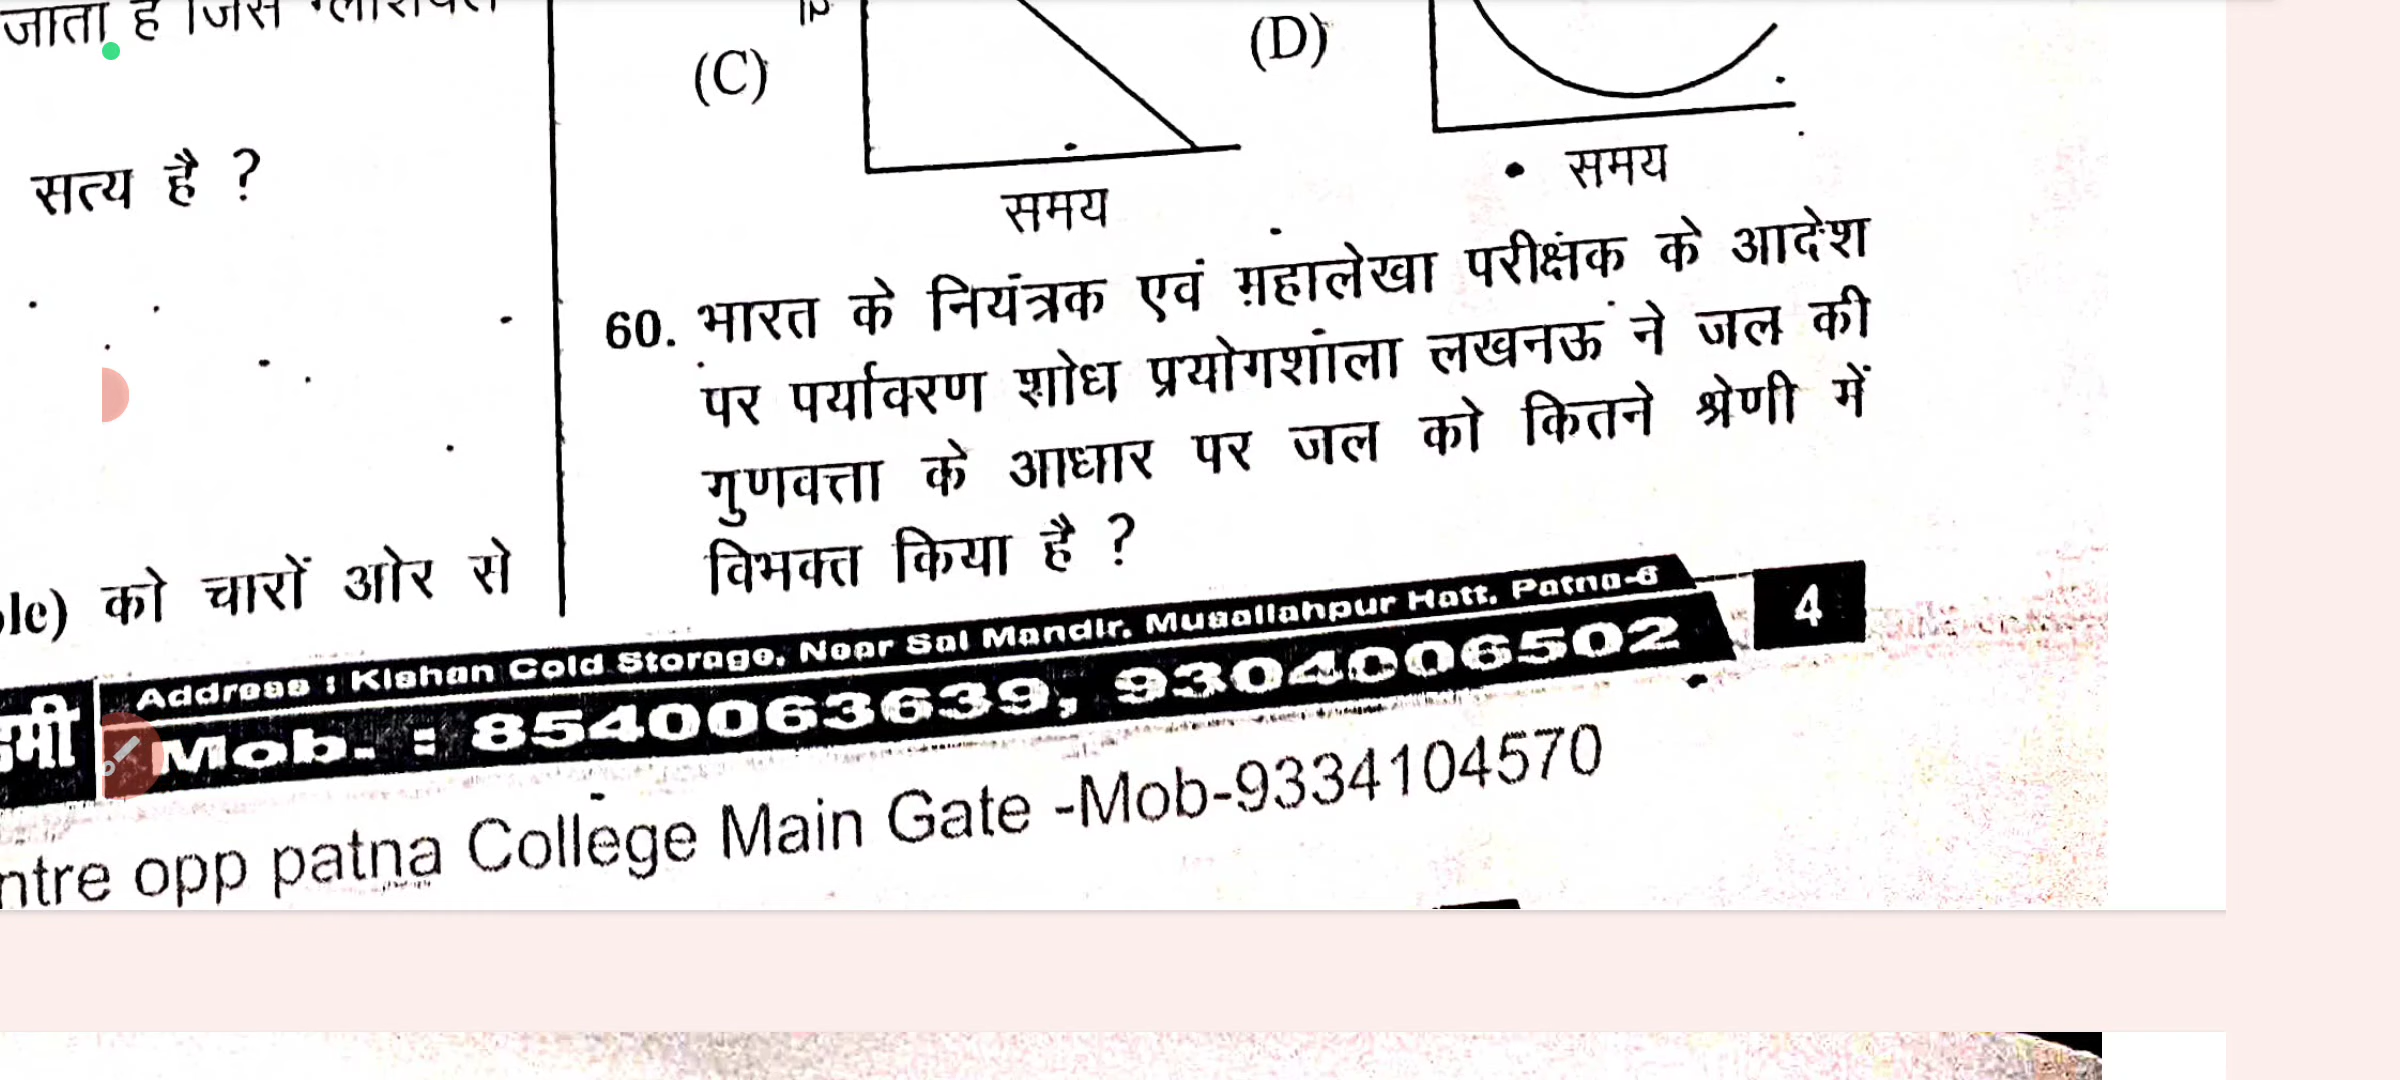 जाता है जिसे
सत्य है ?
को चारों ओर से
(C)
समय
(D)
समय
60. भारत के नियंत्रक एवं महालेखा परीक्षक के आदेश
पर पर्यावरण शोध प्रयोगशाला लखनऊ ने जल की
गुणवत्ता के आधार पर जल को कितने श्रेणी में
विभक्त किया है ?
Address : Kishan Cold Storage, Near Sai Mandir, Musallahpur Hatt, Patna-6
Mob. : 8540063639, 9304006502
4
opp patna College Main Gate -Mob-9334104570